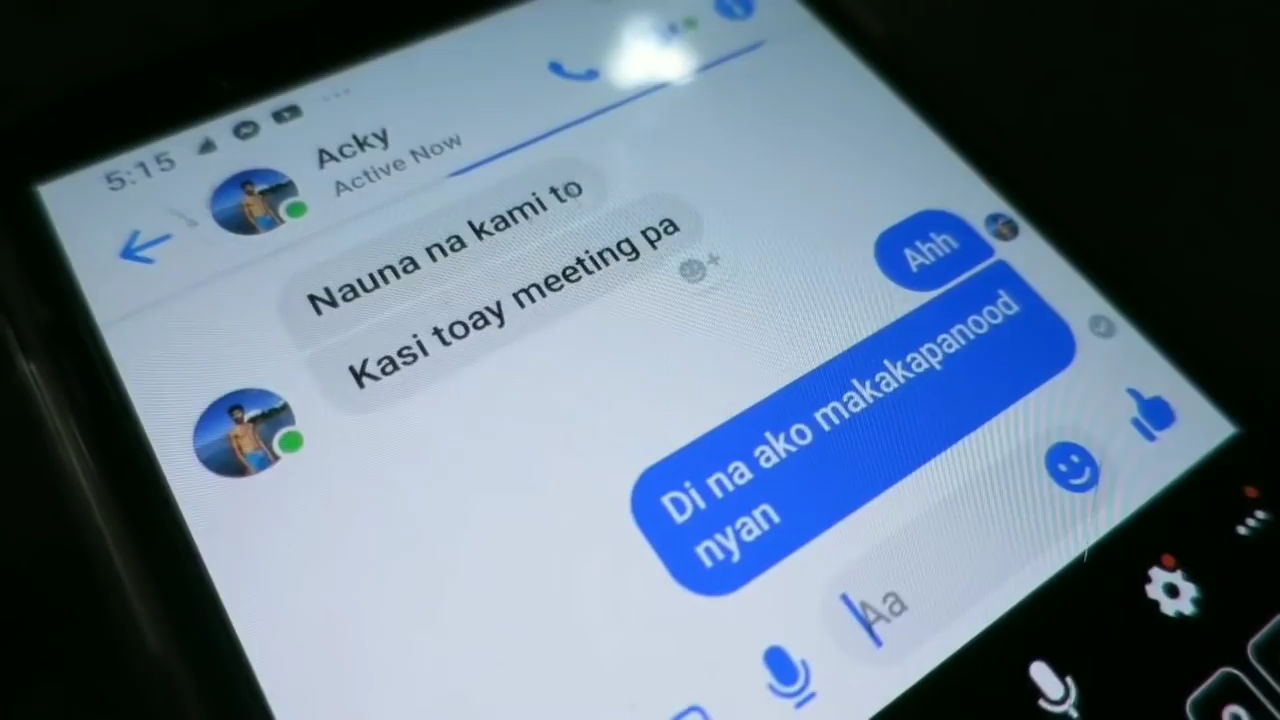 5:15
Acky
Active Now
Nauna na kami to
Kasi toay meeting pa
Ahh
Di na ako makakapanood
nyan
Aa